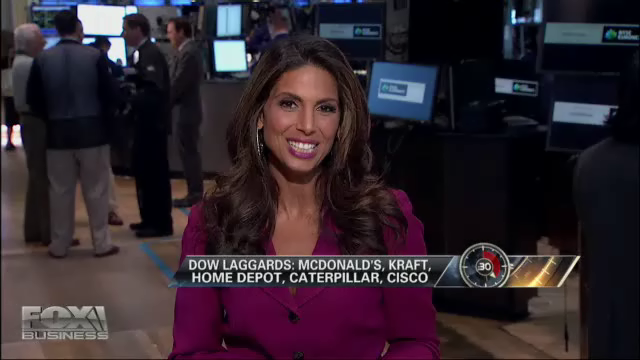 DOW LAGGARDS: MCDONALD'S, KRAFT,
HOME DEPOT, CATERPILLAR, CISCO
30
FOX
BUSINESS